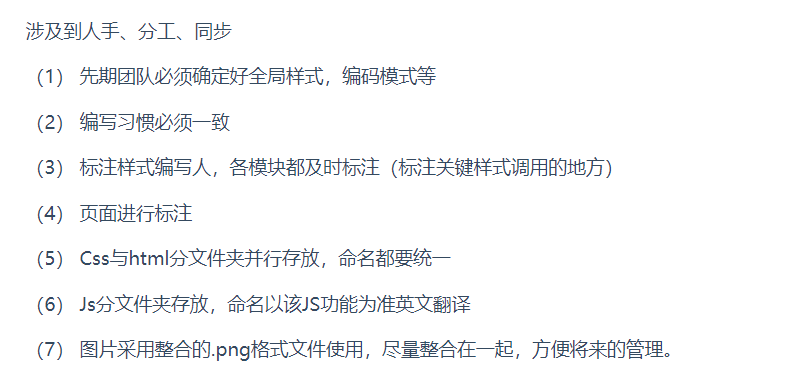 涉及到人手、分工、同步
（1） 先期团队必须确定好全局样式，编码模式等
（2） 编写习惯必须一致
（3） 标注样式编写人，各模块都及时标注（标注关键样式调用的地方）
（4） 页面进行标注
（5） Css与html分文件夹并行存放，命名都要统一
（6） Js分文件夹存放，命名以该JS功能为准英文翻译
（7） 图片采用整合的.png格式文件使用，尽量整合在一起，方便将来的管理。